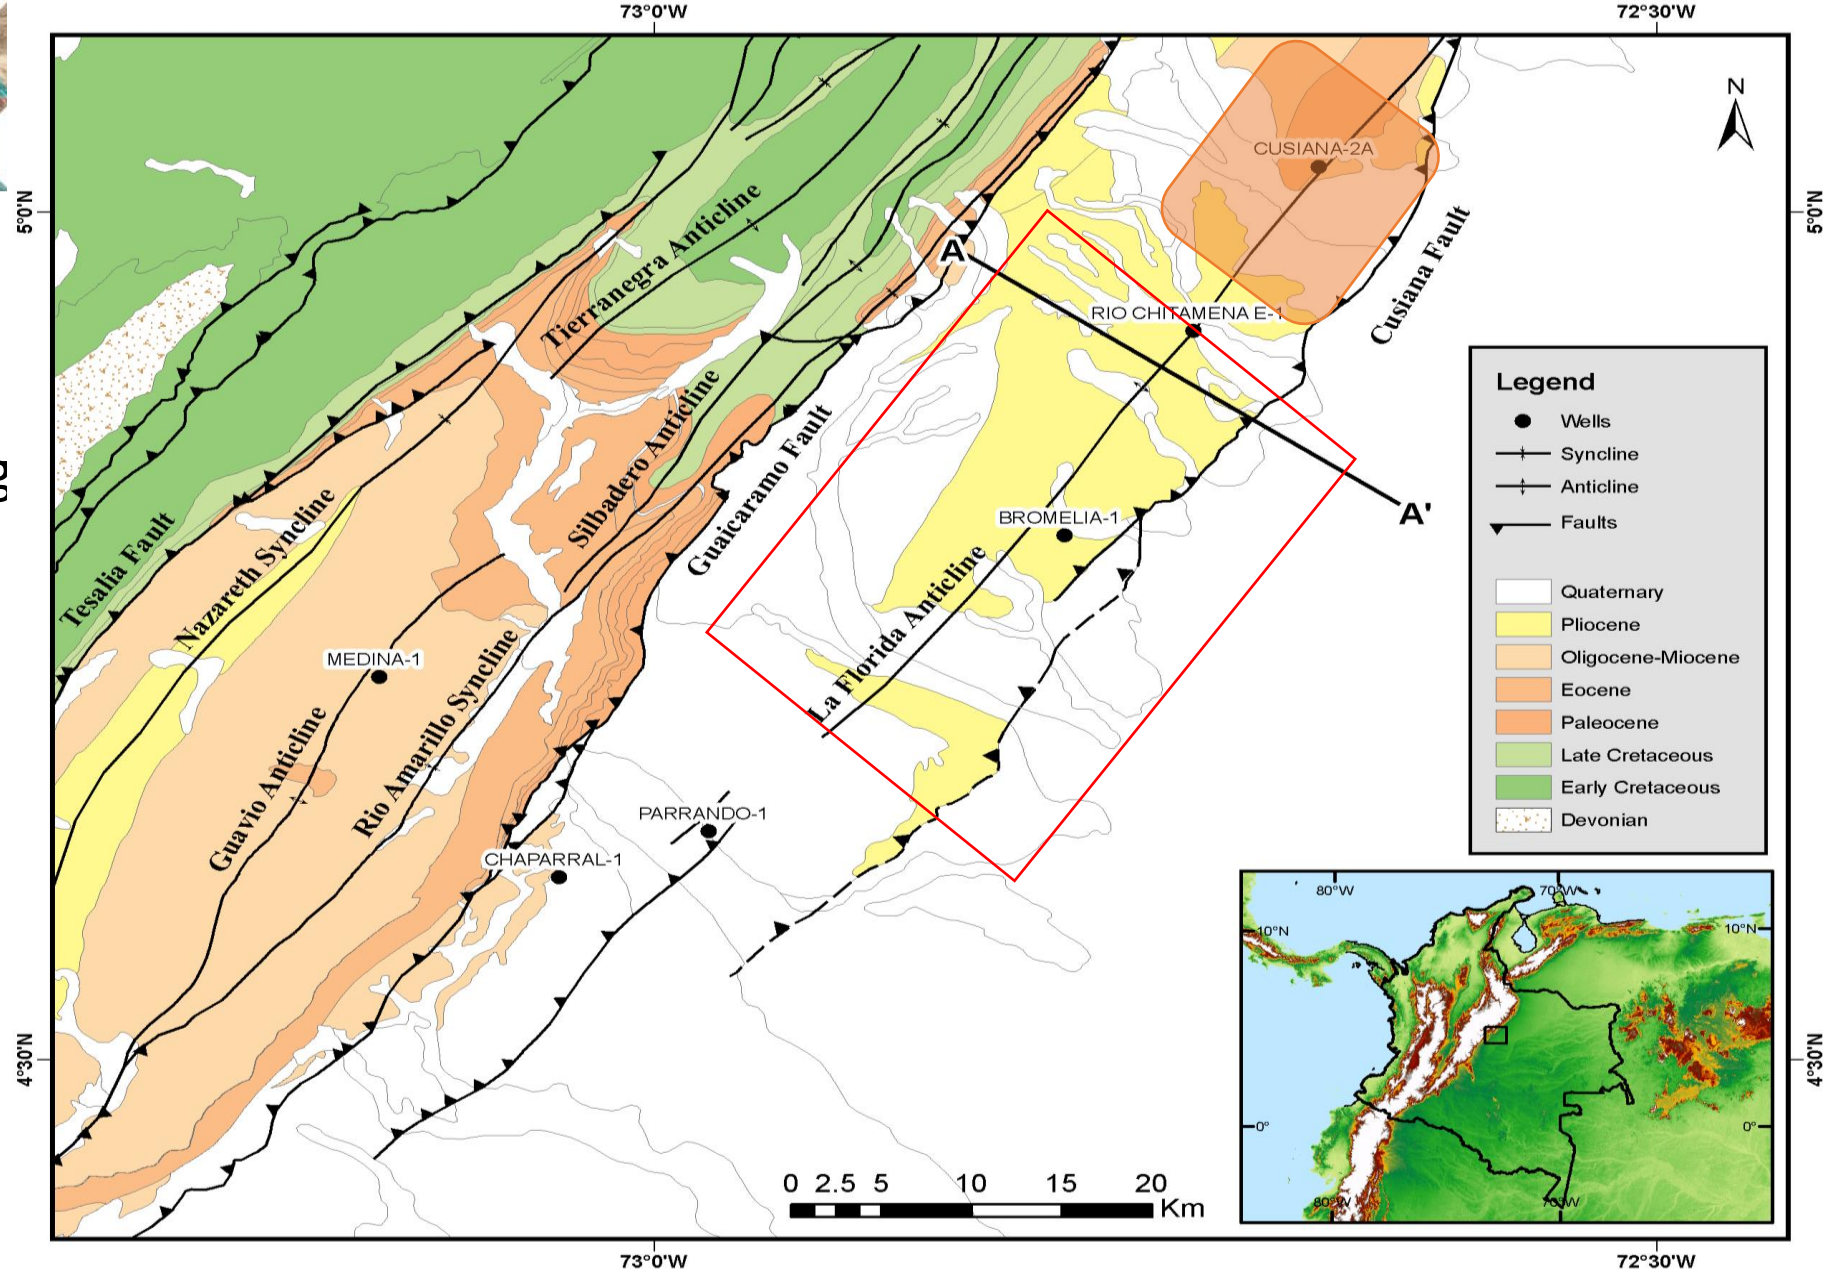 73°0'W
72°30'W
N
CUSIANA-2A
5°0'N
5°0'N
Tierranegra Anticline
A
Cusiana Fault
RIO CHITAMENA E-1
Legend
Wells
Syncline
Anticline
Faults
Quaternary
Pliocene
Oligocene-Miocene
Eocene
Paleocene
Late Cretaceous
Early Cretaceous
Devonian
Silbadero Anticline
Guaicaramo Fault
A'
BROMELIA-1
Tesalia Fault
Nazareth Syncline
La Florida Anticline
MEDINA-1
Rio Amarillo Syncline
Guavio Anticline
PARRANDO-1
CHAPARRAL-1
80°W
70°W
10°N
10°N
0°
0°
80°W
70°W
4°30'N
4°30'N
0 2.5 5 10 15 20
Km
73°0'W
72°30'W